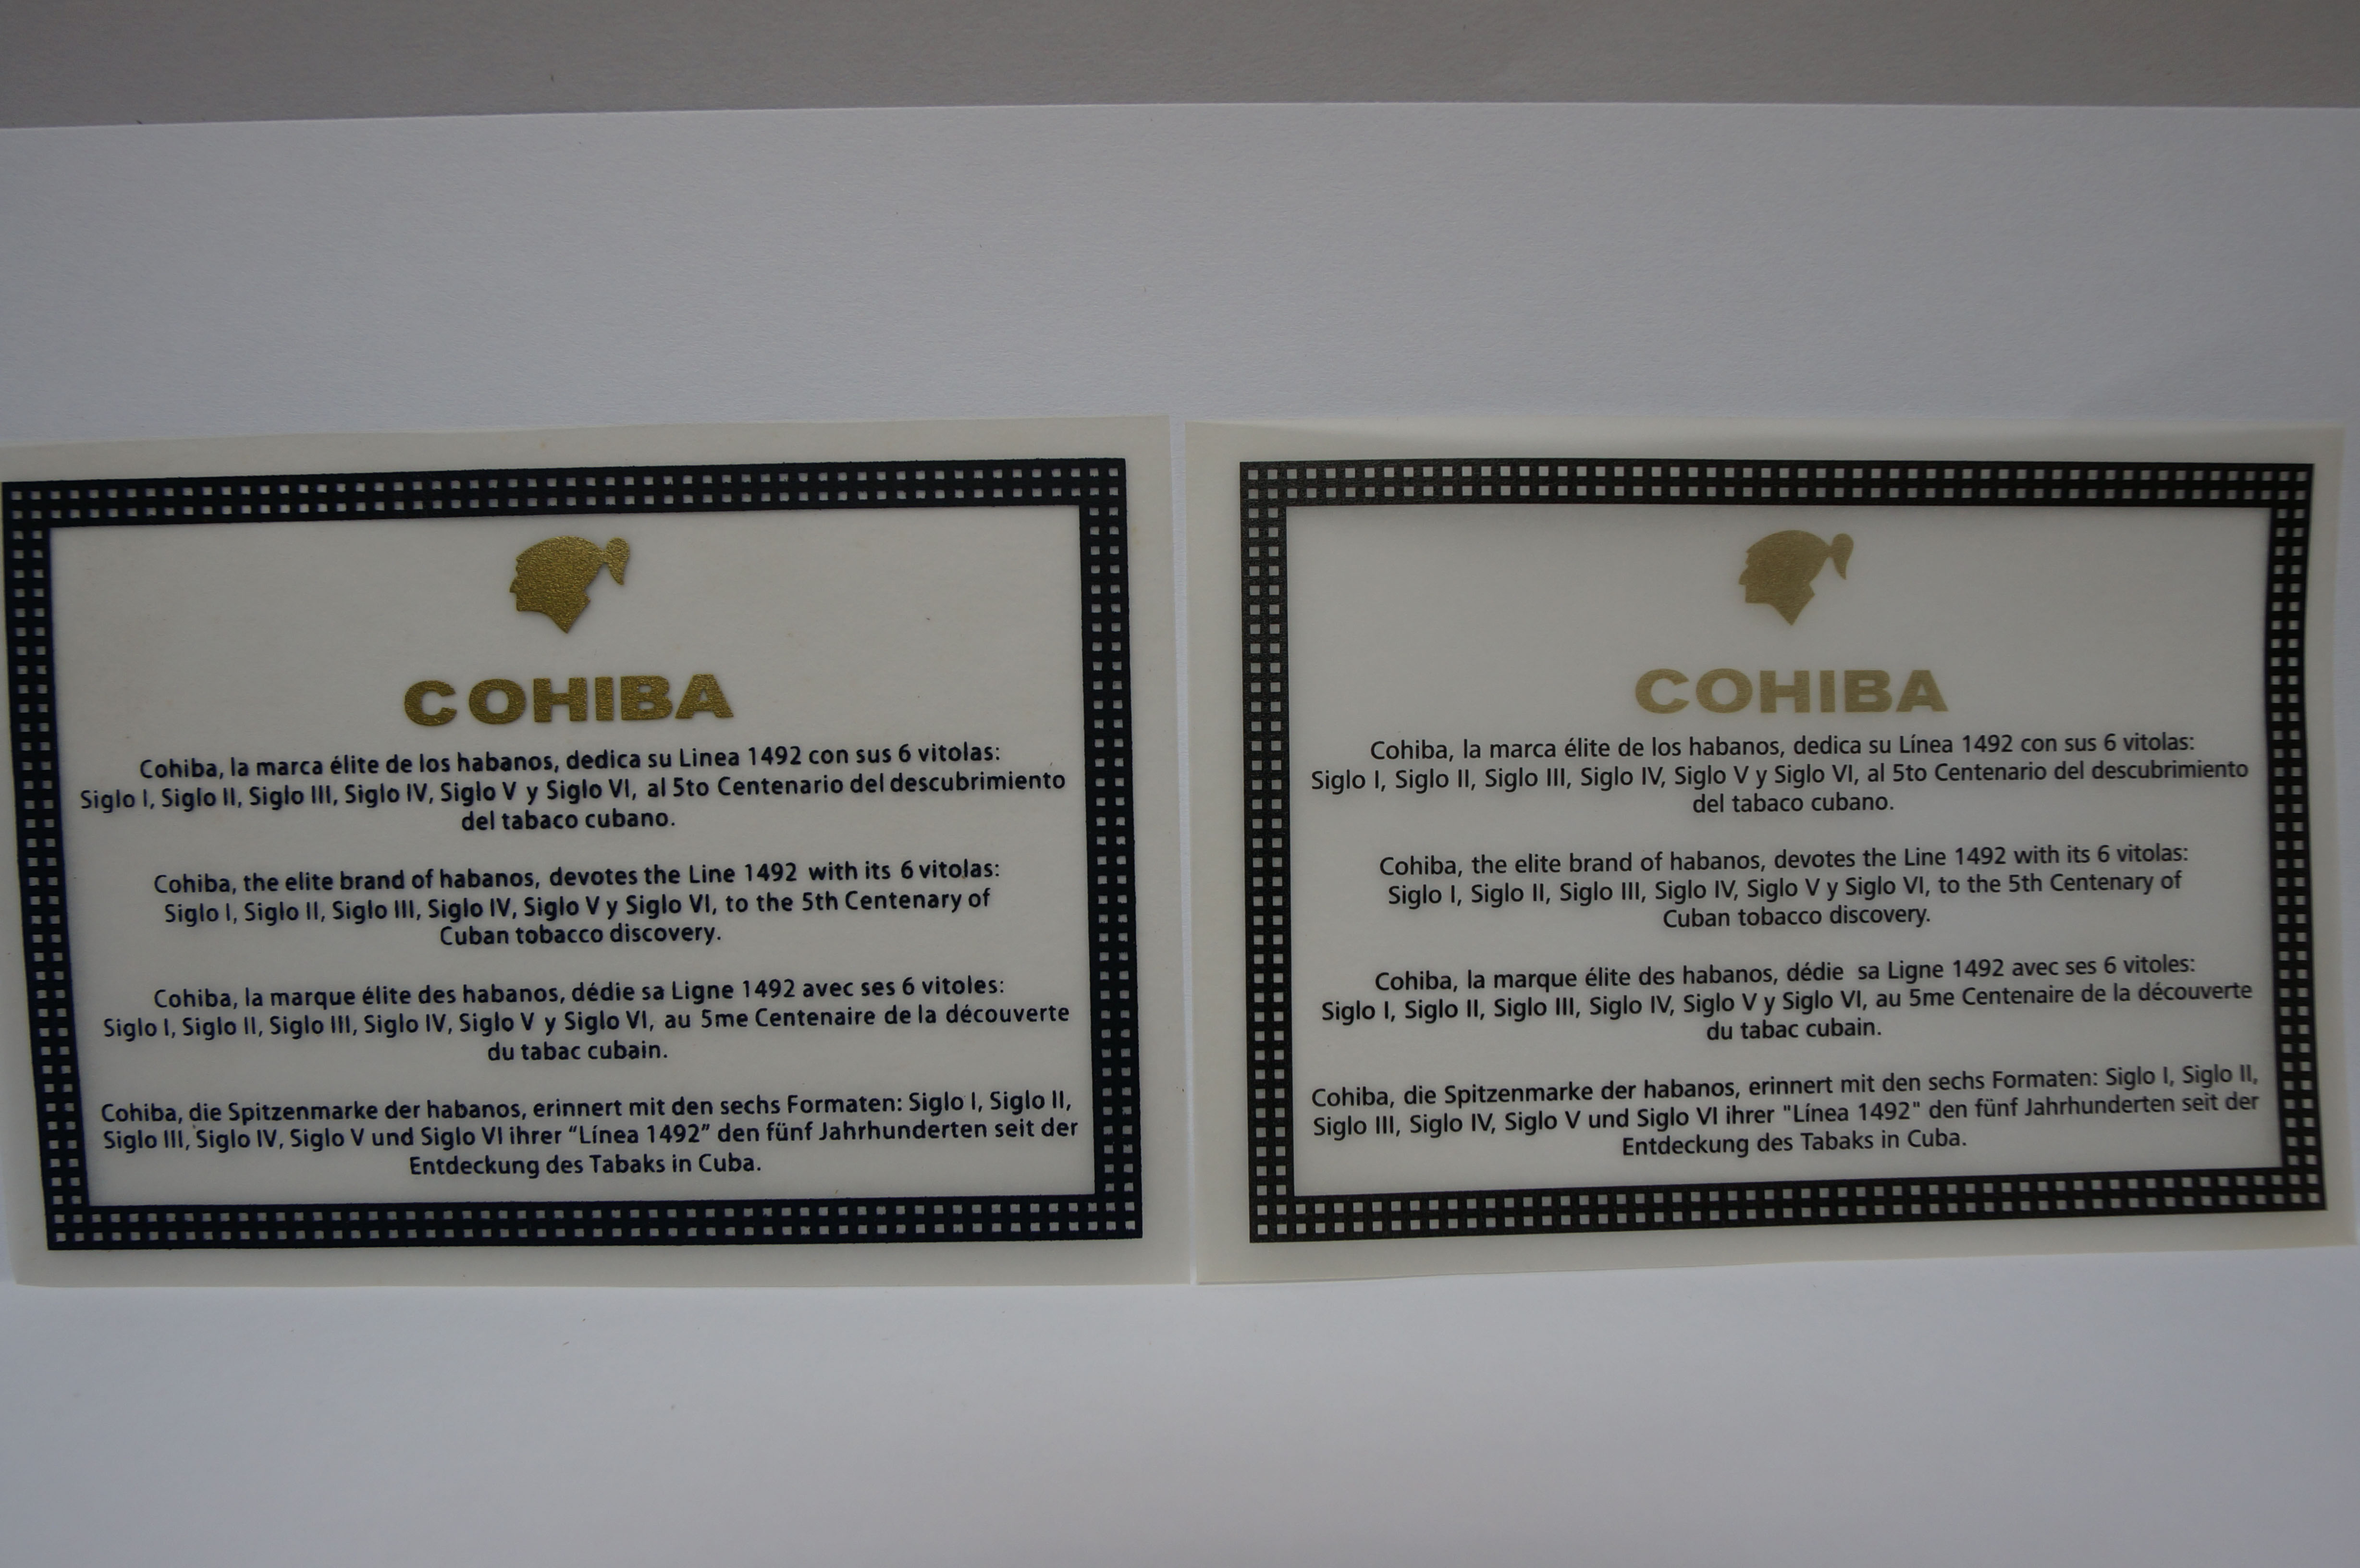 COHIBA
Cohiba, la marca élite de los habanos, dedica su Linea 1492 con sus 6 vitolas:
Siglo I, Siglo II, Siglo III, Siglo IV, Siglo V y Siglo VI, al 5to Centenario del descubrimiento
del tabaco cubano.
Cohiba, the elite brand of habanos, devotes the Line 1492 with its 6 vitolas:
Siglo I, Siglo II, Siglo III, Siglo IV, Siglo V y Siglo VI, to the 5th Centenary of
Cuban tobacco discovery.
Cohiba, la marque élite des habanos, dédie sa Ligne 1492 avec ses 6 vitoles:
Siglo I, Siglo II, Siglo III, Siglo IV, Siglo V y Siglo VI, au 5me Centenaire de la découverte
du tabac cubain.
Cohiba, die Spitzenmarke der habanos, erinnert mit den sechs Formaten: Siglo I, Siglo II,
Siglo III, Siglo IV, Siglo V und Siglo VI ihrer “Línea 1492” den fünf Jahrhunderten seit der
Entdeckung des Tabaks in Cuba.
COHIBA
Cohiba, la marca élite de los habanos, dedica su Línea 1492 con sus 6 vitolas:
Siglo I, Siglo II, Siglo III, Siglo IV, Siglo V y Siglo VI, al 5to Centenario del descubrimiento
del tabaco cubano.
Cohiba, the elite brand of habanos, devotes the Line 1492 with its 6 vitolas:
Siglo I, Siglo II, Siglo III, Siglo IV, Siglo V y Siglo VI, to the 5th Centenary of
Cuban tobacco discovery.
Cohiba, la marque élite des habanos, dédie sa Ligne 1492 avec ses 6 vitoles:
Siglo I, Siglo II, Siglo III, Siglo IV, Siglo V y Siglo VI, au 5me Centenaire de la découverte
du tabac cubain.
Cohiba, die Spitzenmarke der habanos, erinnert mit den sechs Formaten: Siglo I, Siglo II,
Siglo III, Siglo IV, Siglo V und Siglo VI ihrer "Línea 1492" den fünf Jahrhunderten seit der
Entdeckung des Tabaks in Cuba.